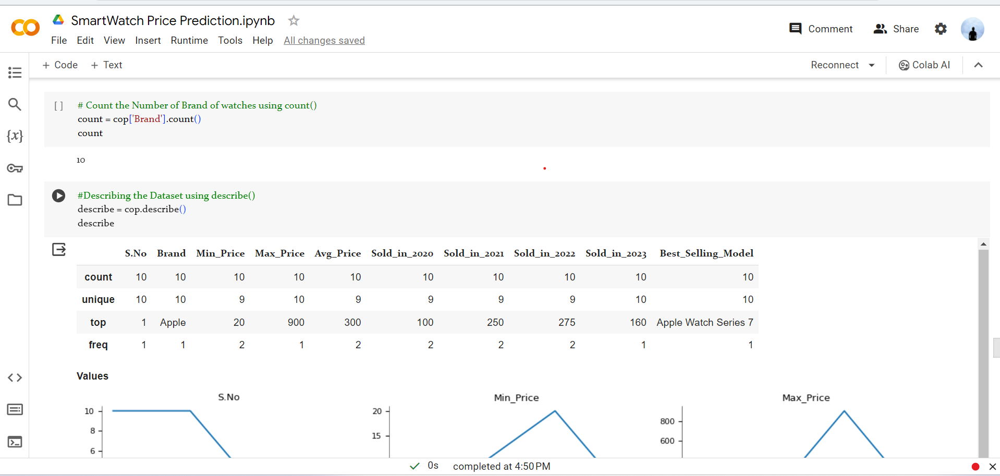 SmartWatch Price Prediction.ipynb
File Edit View Insert Runtime Tools Help All changes saved
Comment Share
+ Code + Text
Reconnect Colab AI
[ ] # Count the Number of Brand of watches using count()
count = cop['Brand'].count()
count
10
#Describing the Dataset using describe()
describe = cop.describe()
describe
S.No Brand Min_Price Max_Price Avg_Price Sold_in_2020 Sold_in_2021 Sold_in_2022 Sold_in_2023 Best_Selling_Model
count 10 10 10 10 10 10 10 10 10 10
unique 10 10 9 10 9 9 9 9 10 10
top 1 Apple 20 900 300 100 250 275 160 Apple Watch Series 7
freq 1 1 2 1 2 2 2 2 1 1
Values
S.No Min_Price Max_Price
10 20 800
8 15 600
6
0s completed at 4:50 PM